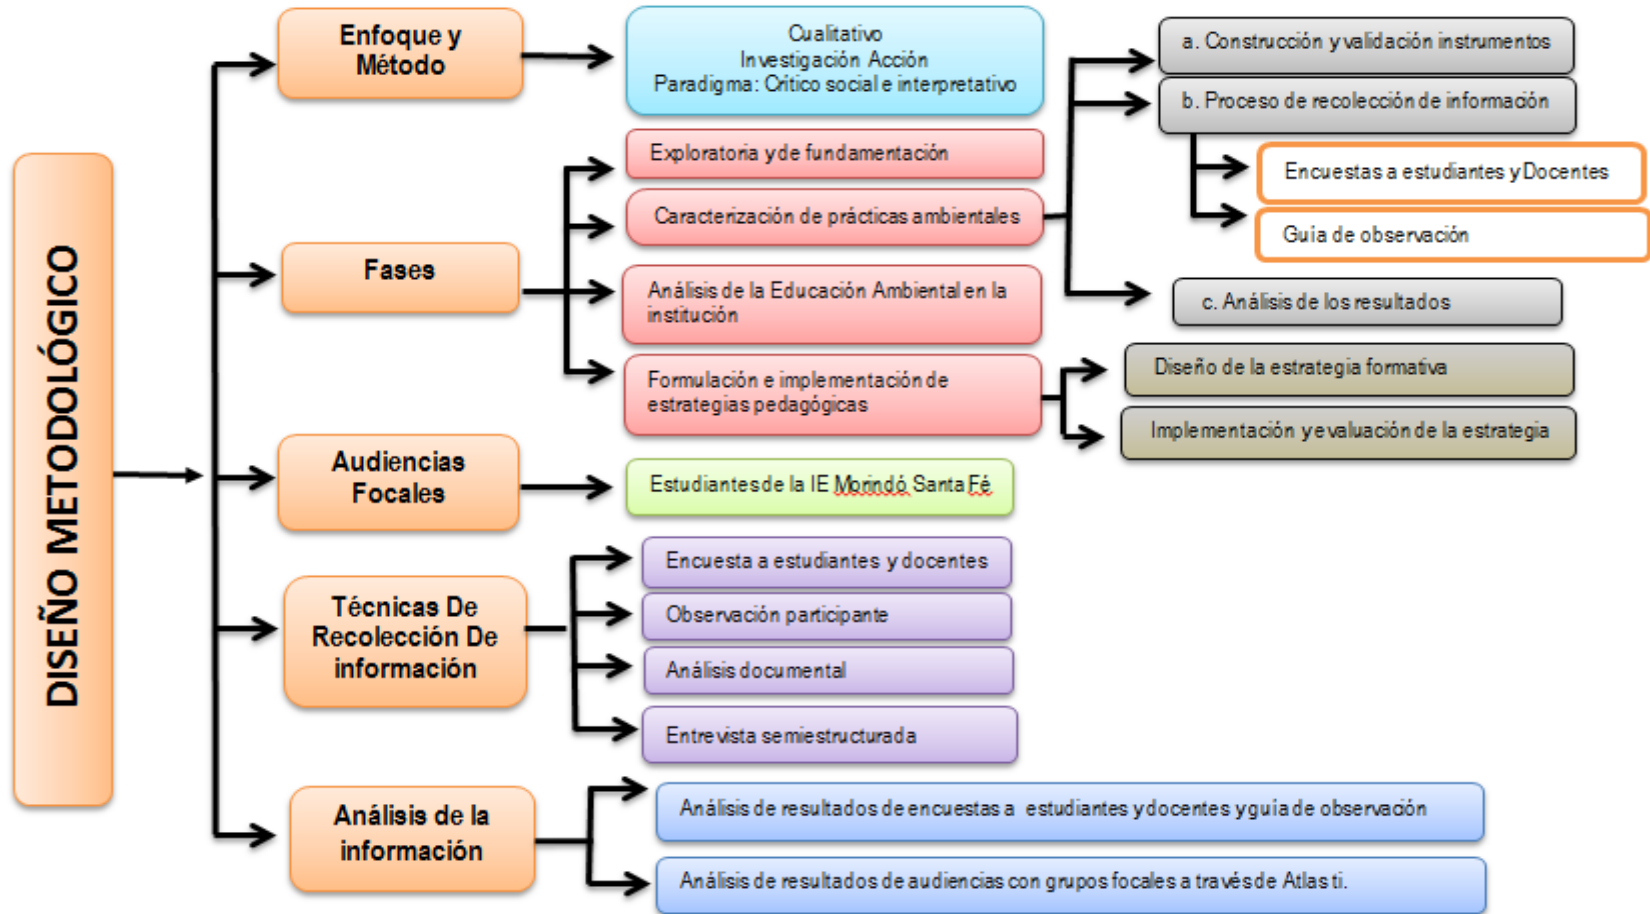 DISEÑO METODOLÓGICO
Enfoque y
Método
Cualitativo
Investigación Acción
Paradigma: Crítico social e interpretativo
Fases
Exploratoria y de fundamentación
Caracterización de prácticas ambientales
a. Construcción y validación instrumentos
b. Proceso de recolección de información
Encuestas a estudiantes y Docentes
Guía de observación
c. Análisis de los resultados
Análisis de la Educación Ambiental en la
institución
Formulación e implementación de
estrategias pedagógicas
Diseño de la estrategia formativa
Implementación y evaluación de la estrategia
Audiencias
Focales
Estudiantes de la IE Morindó Santa Fé
Técnicas De
Recolección De
información
Encuesta a estudiantes y docentes
Observación participante
Análisis documental
Entrevista semiestructurada
Análisis de la
información
Análisis de resultados de encuestas a estudiantes y docentes y guía de observación
Análisis de resultados de audiencias con grupos focales a través de Atlas ti.